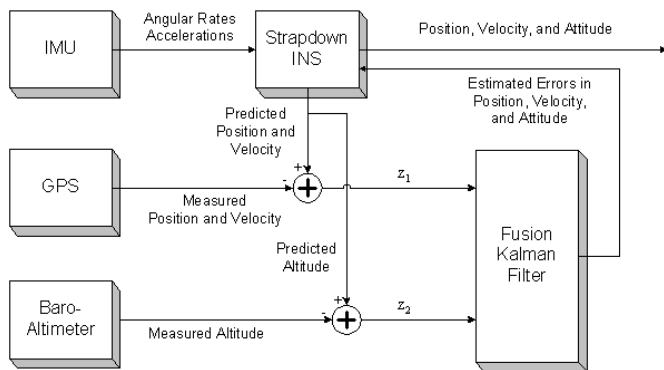 IMU
Angular Rates
Accelerations
Strapdown
INS
Position, Velocity, and Attitude
Estimated Errors in
Position, Velocity,
and Attitude
Predicted
Position and
Velocity
GPS
Measured
Position and Velocity
-
+
z1
Fusion
Kalman
Filter
Predicted
Altitude
Baro-
Altimeter
Measured Altitude
-
+
z2